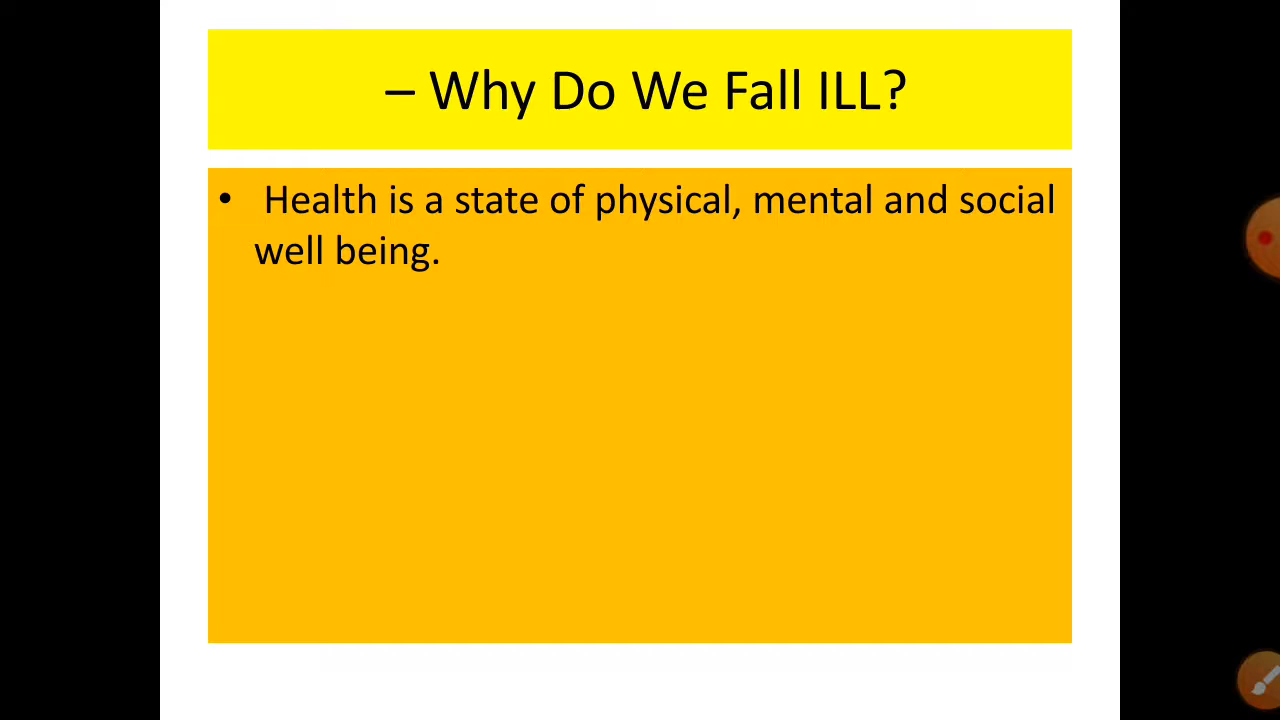 – Why Do We Fall ILL?
• Health is a state of physical, mental and social
well being.